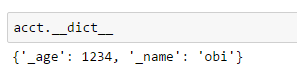 acct.__dict__
{'_age': 1234, '_name': 'obi'}